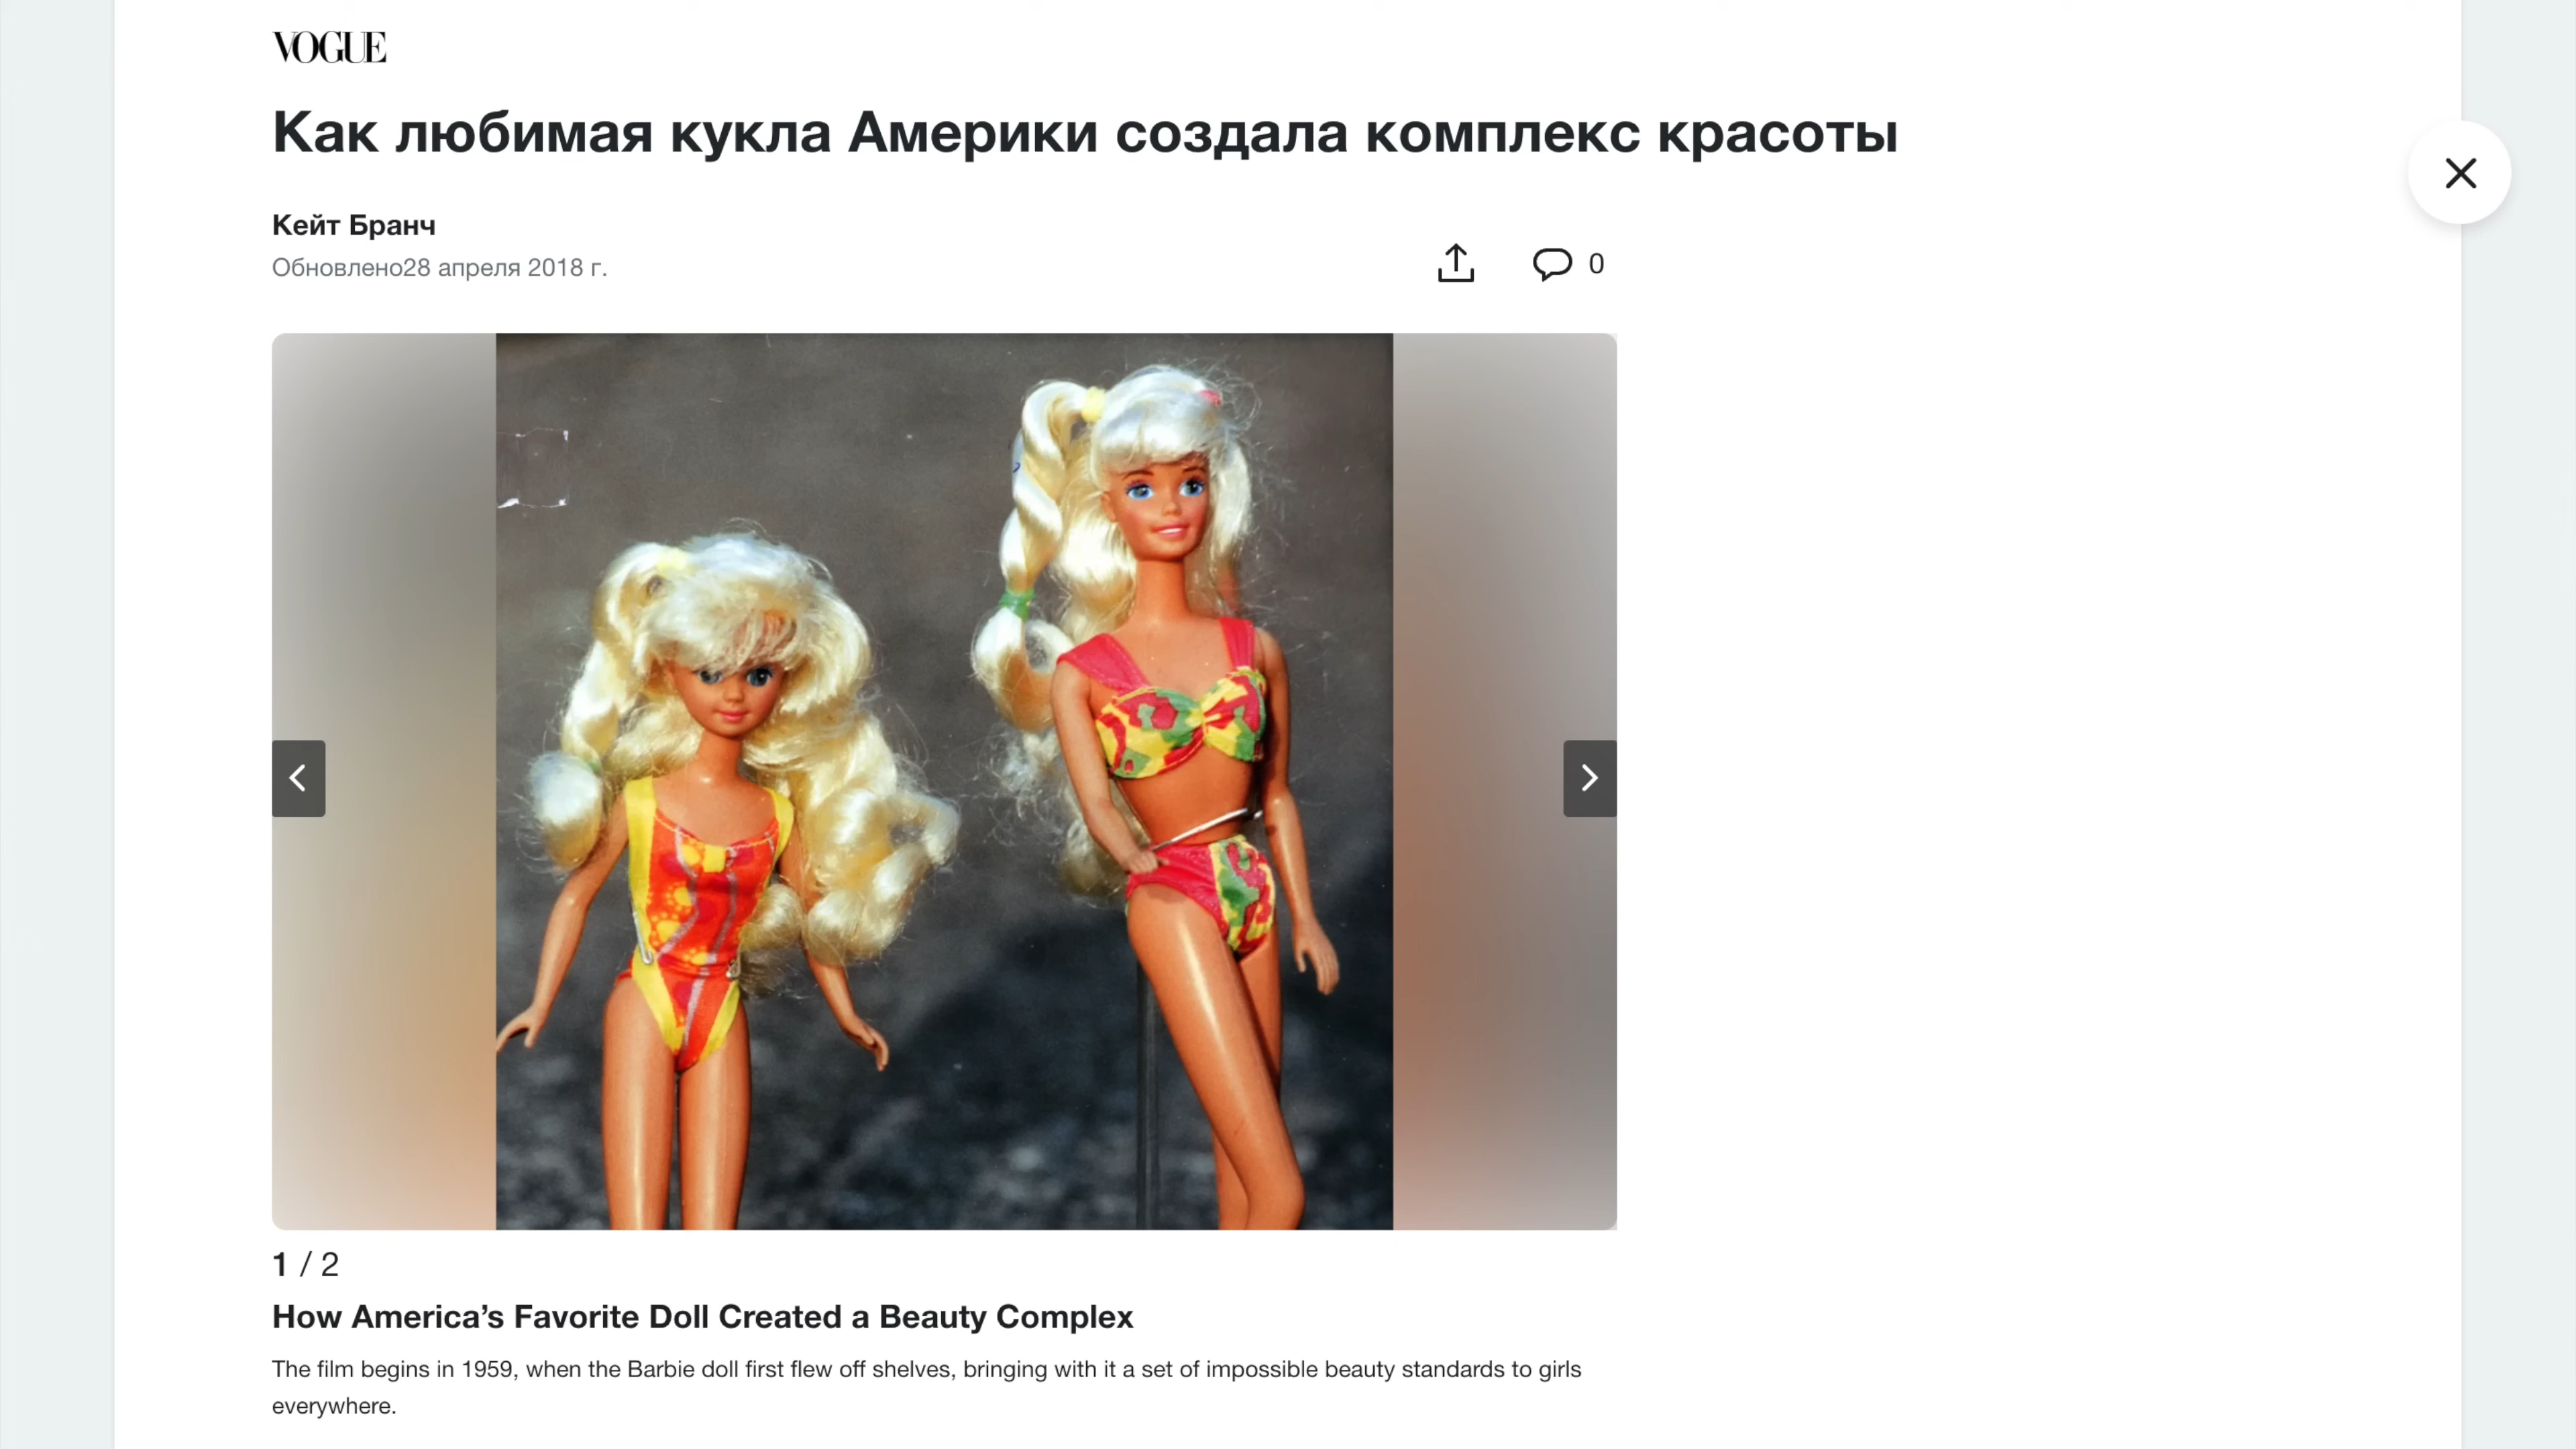 VOGUE
Как любимая кукла Америки создала комплекс красоты
Кейт Бранч
Обновлено28 апреля 2018 г.
0
1 / 2
How America’s Favorite Doll Created a Beauty Complex
The film begins in 1959, when the Barbie doll first flew off shelves, bringing with it a set of impossible beauty standards to girls
everywhere.